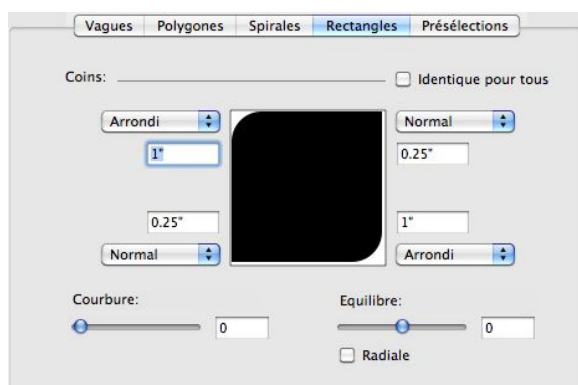 Vagues Polygones Spirales Rectangles Présélections
Coins: Identique pour tous
Arrondi Normal
1" 0.25"
0.25" 1"
Normal Arrondi
Courbure: Equilibre:
0 0
Radiale